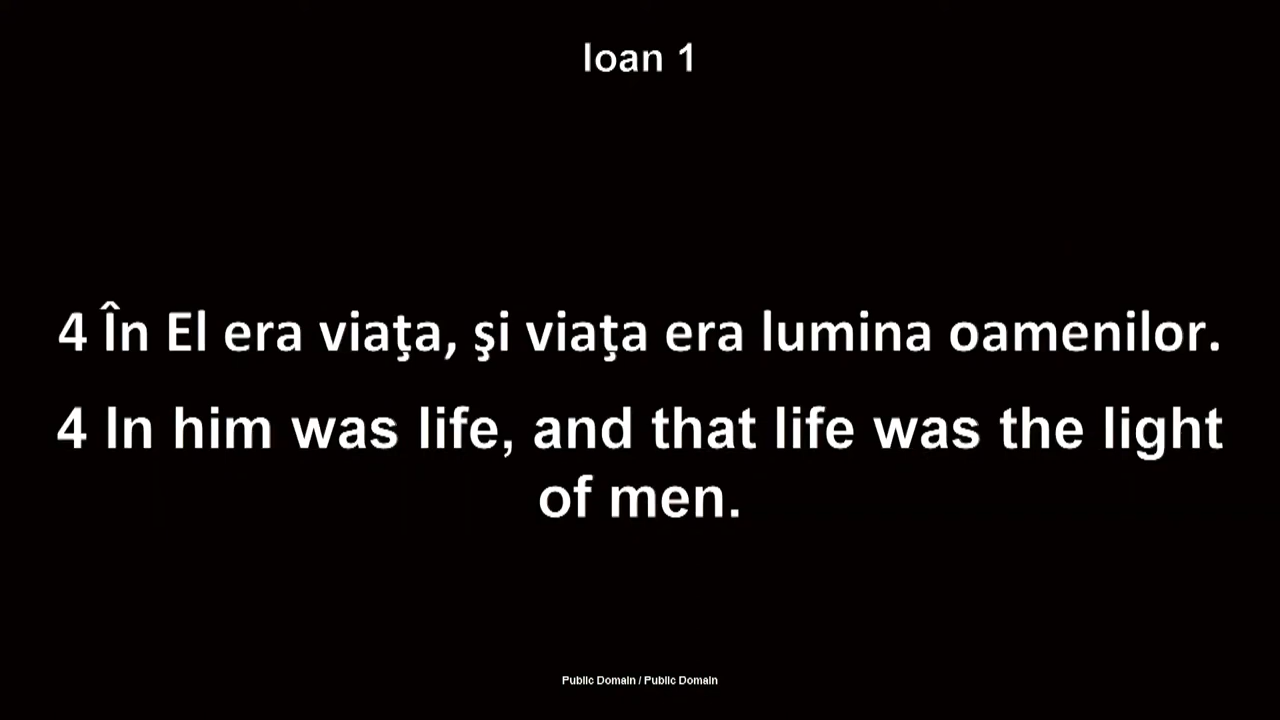 Ioan 1
4 În El era viaţa, şi viaţa era lumina oamenilor.
4 In him was life, and that life was the light
of men.
Public Domain / Public Domain